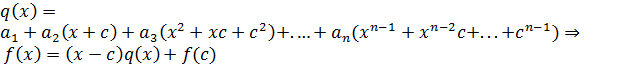 q(x) =
a₁ + a₂(x + c) + a₃(x² + xc + c²)+.…+ aₙ(xⁿ⁻¹ + xⁿ⁻²c+…+cⁿ⁻¹) ⇒
f(x) = (x − c)q(x) + f(c)